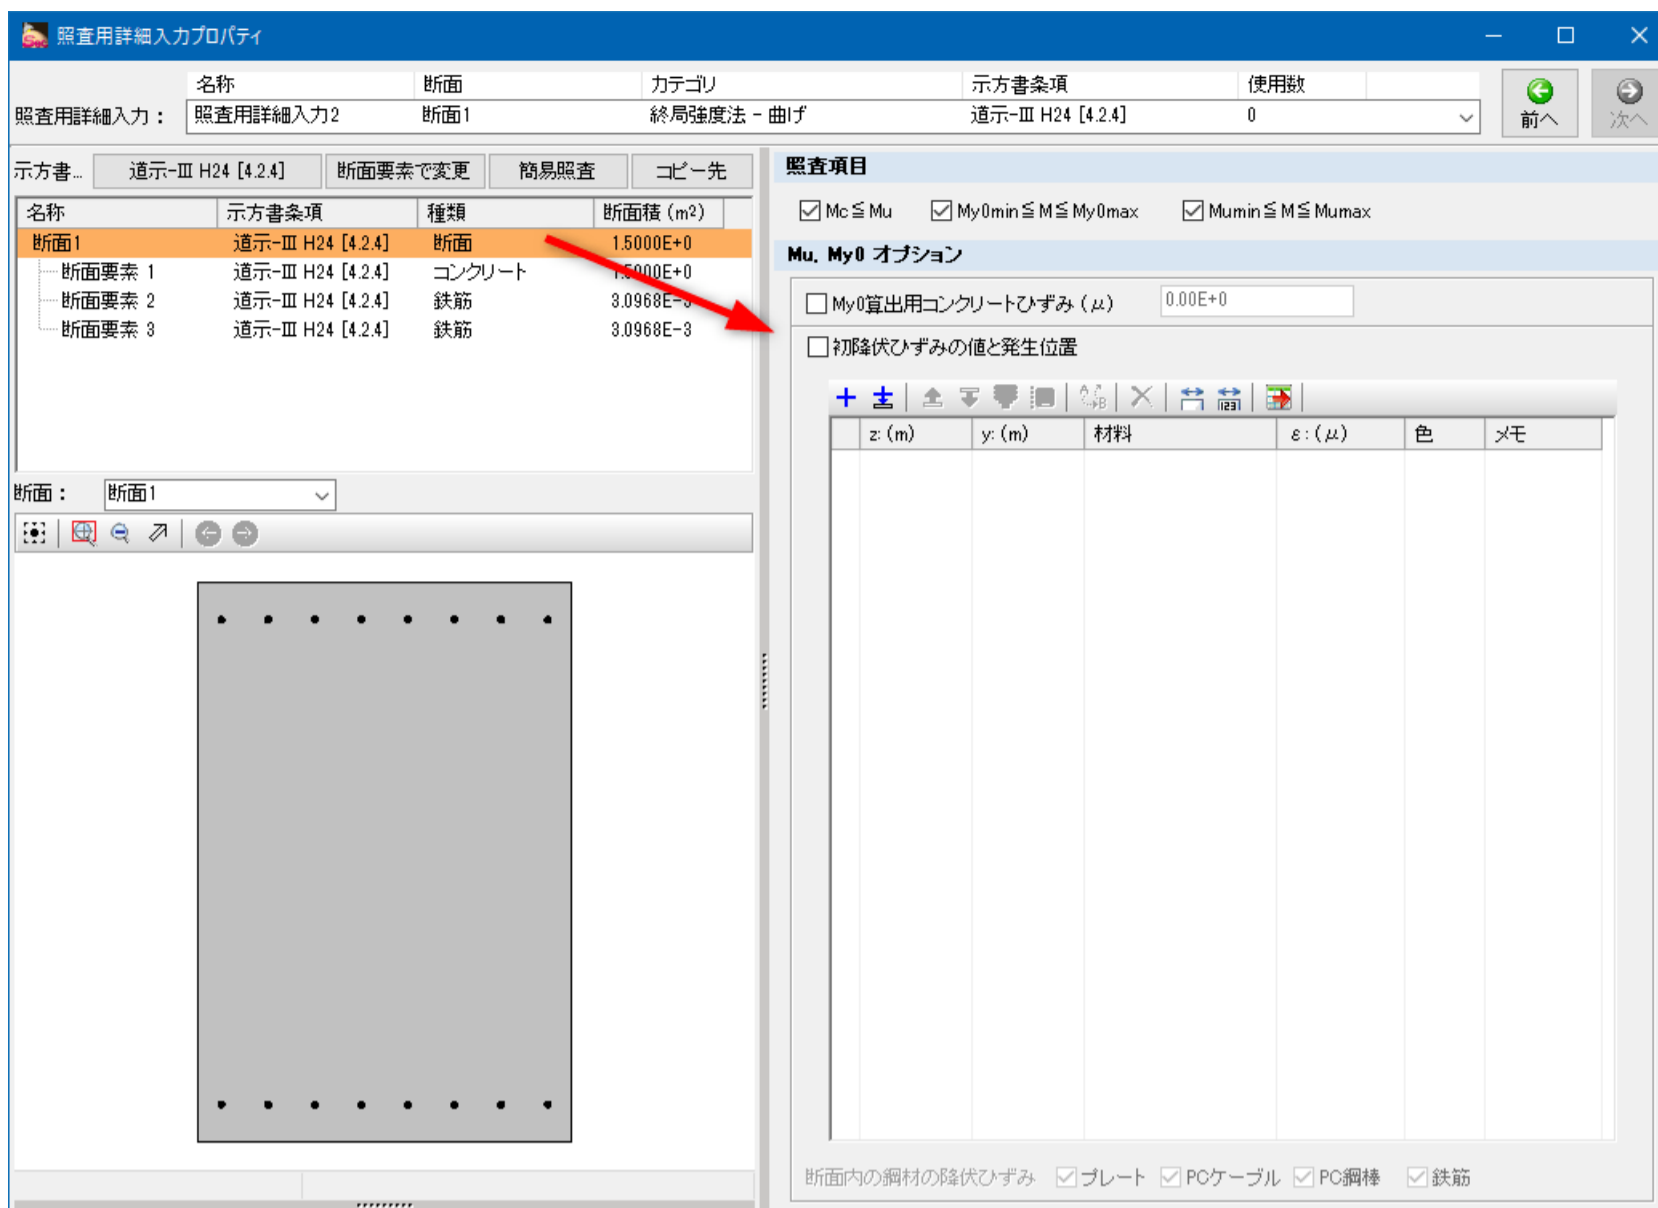 照査用詳細入力プロパティ
名称 断面 カテゴリ 示方書条項 使用数
照査用詳細入力： 照査用詳細入力2 断面1 終局強度法 - 曲げ 道示-Ⅲ H24 [4.2.4] 0
前へ 次へ
示方書... 道示-Ⅲ H24 [4.2.4] 断面要素で変更 簡易照査 コピー先
名称 示方書条項 種類 断面積 (m2)
断面1 道示-Ⅲ H24 [4.2.4] 断面 1.5000E+0
断面要素 1 道示-Ⅲ H24 [4.2.4] コンクリート 1.5000E+0
断面要素 2 道示-Ⅲ H24 [4.2.4] 鉄筋 3.0968E-3
断面要素 3 道示-Ⅲ H24 [4.2.4] 鉄筋 3.0968E-3
断面： 断面1
照査項目
Mc≦Mu My0min≦M≦My0max Mumin≦M≦Mumax
Mu, My0 オプション
My0算出用コンクリートひずみ (μ) 0.00E+0
初降伏ひずみの値と発生位置
z: (m) y: (m) 材料 ε: (μ) 色 メモ
断面内の鋼材の降伏ひずみ プレート PCケーブル PC鋼棒 鉄筋